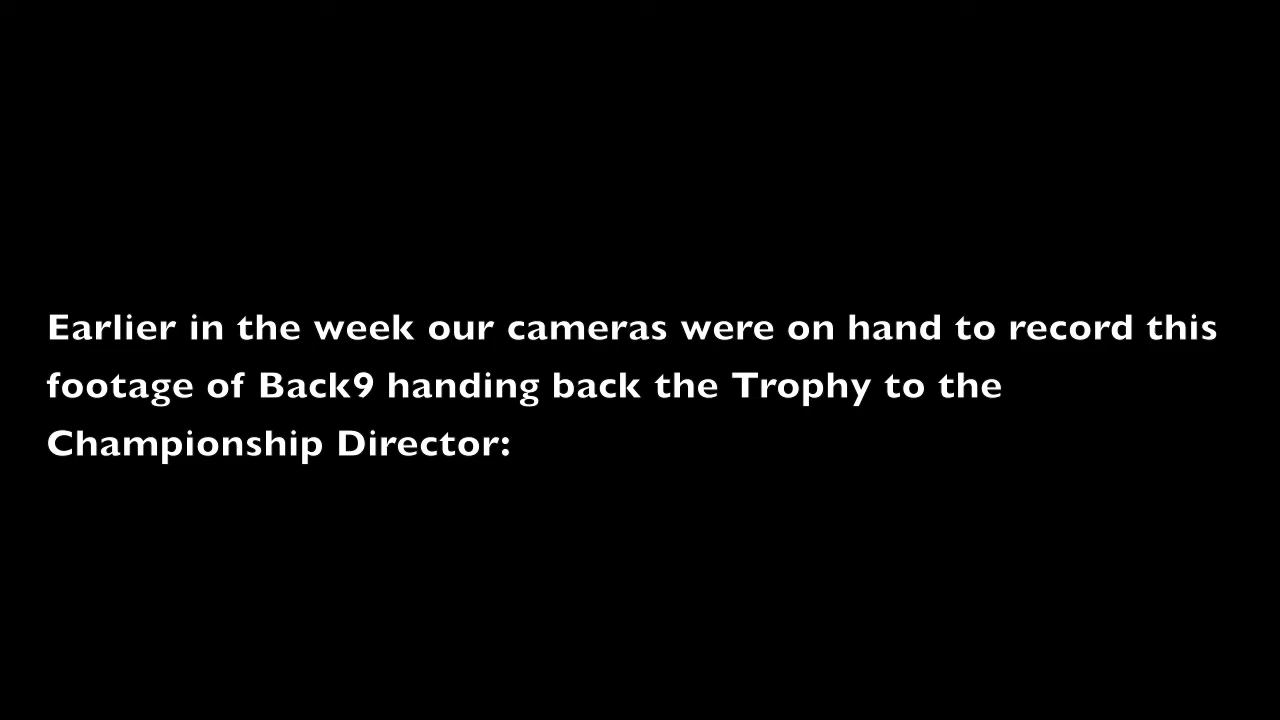 Earlier in the week our cameras were on hand to record this
footage of Back9 handing back the Trophy to the
Championship Director: